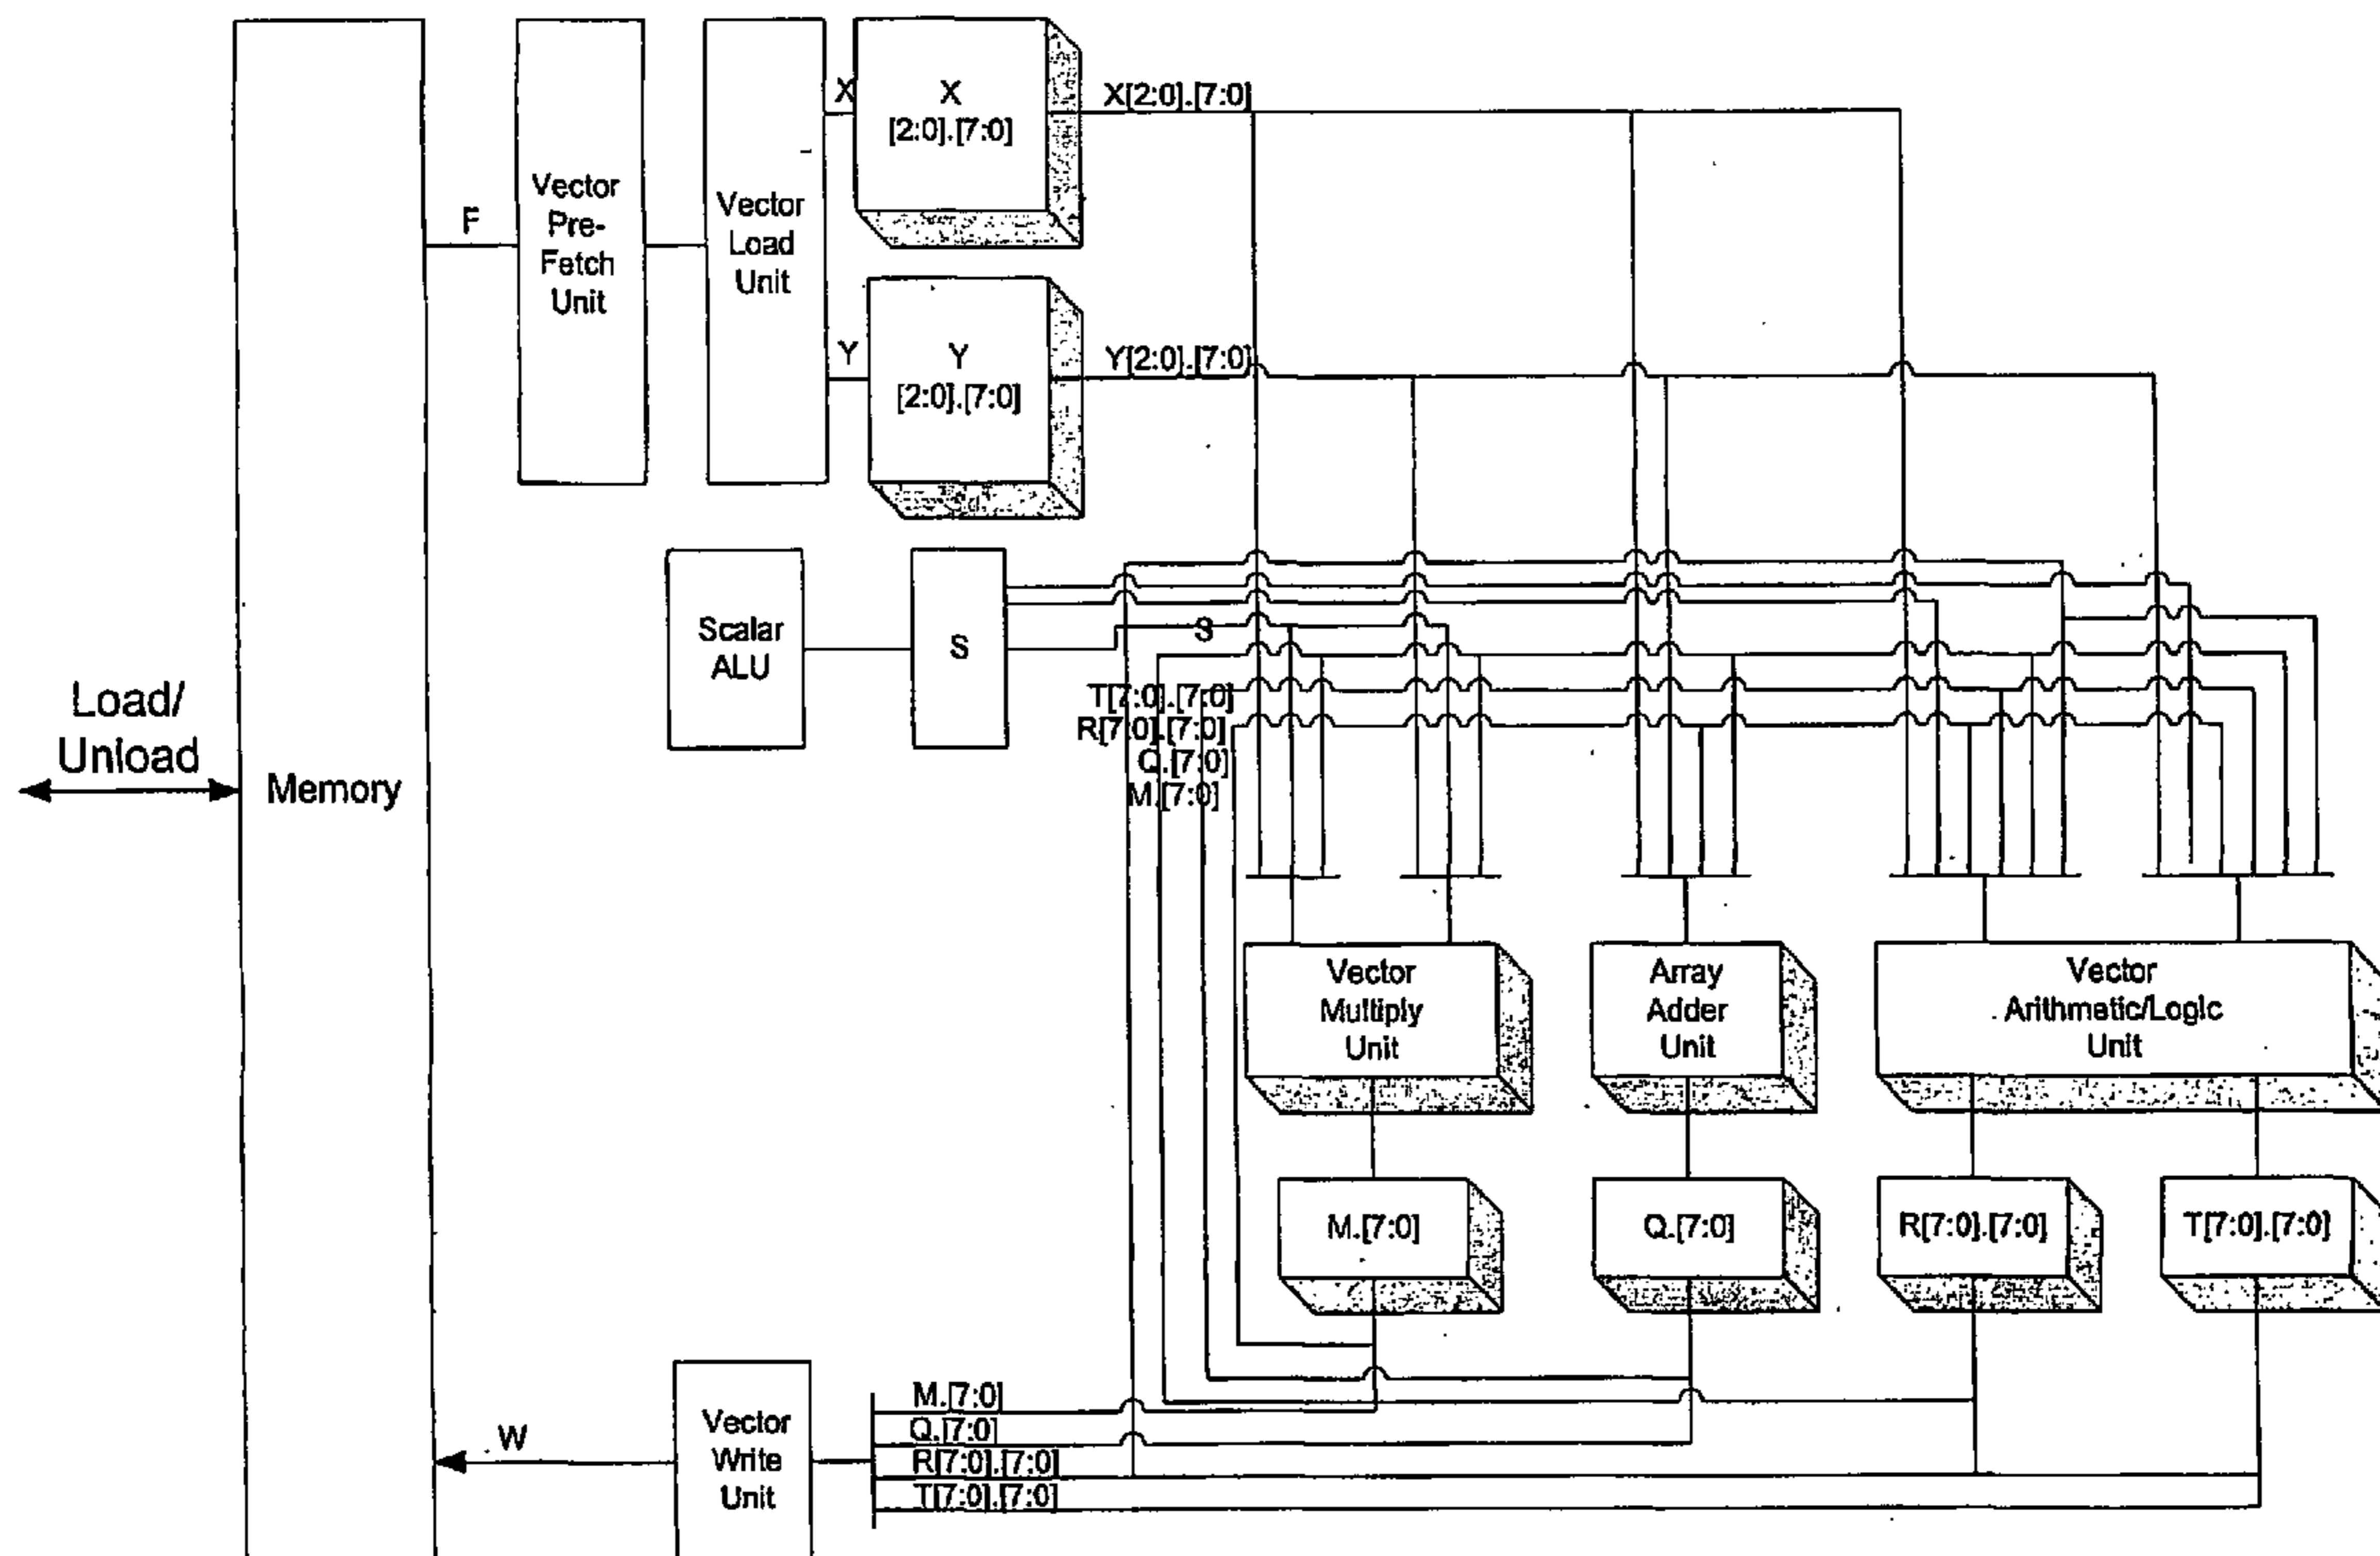 X
X
[2:0].[7:0]
X[2:0].[7:0]
Vector
Pre-
Fetch
Unit
F
Vector
Load
Unit
Y
Y
[2:0].[7:0]
Y[2:0].[7:0]
Scalar
ALU
S
S
T[7:0].[7:0]
R[7:0].[7:0]
Q.[7:0]
M.[7:0]
Load/
Unload
Memory
Vector
Multiply
Unit
Array
Adder
Unit
Vector
Arithmatic/Logic
Unit
M.[7:0]
Q.[7:0]
R[7:0].[7:0]
T[7:0].[7:0]
W
Vector
Write
Unit
M.[7:0]
Q.[7:0]
R[7:0].[7:0]
T[7:0].[7:0]